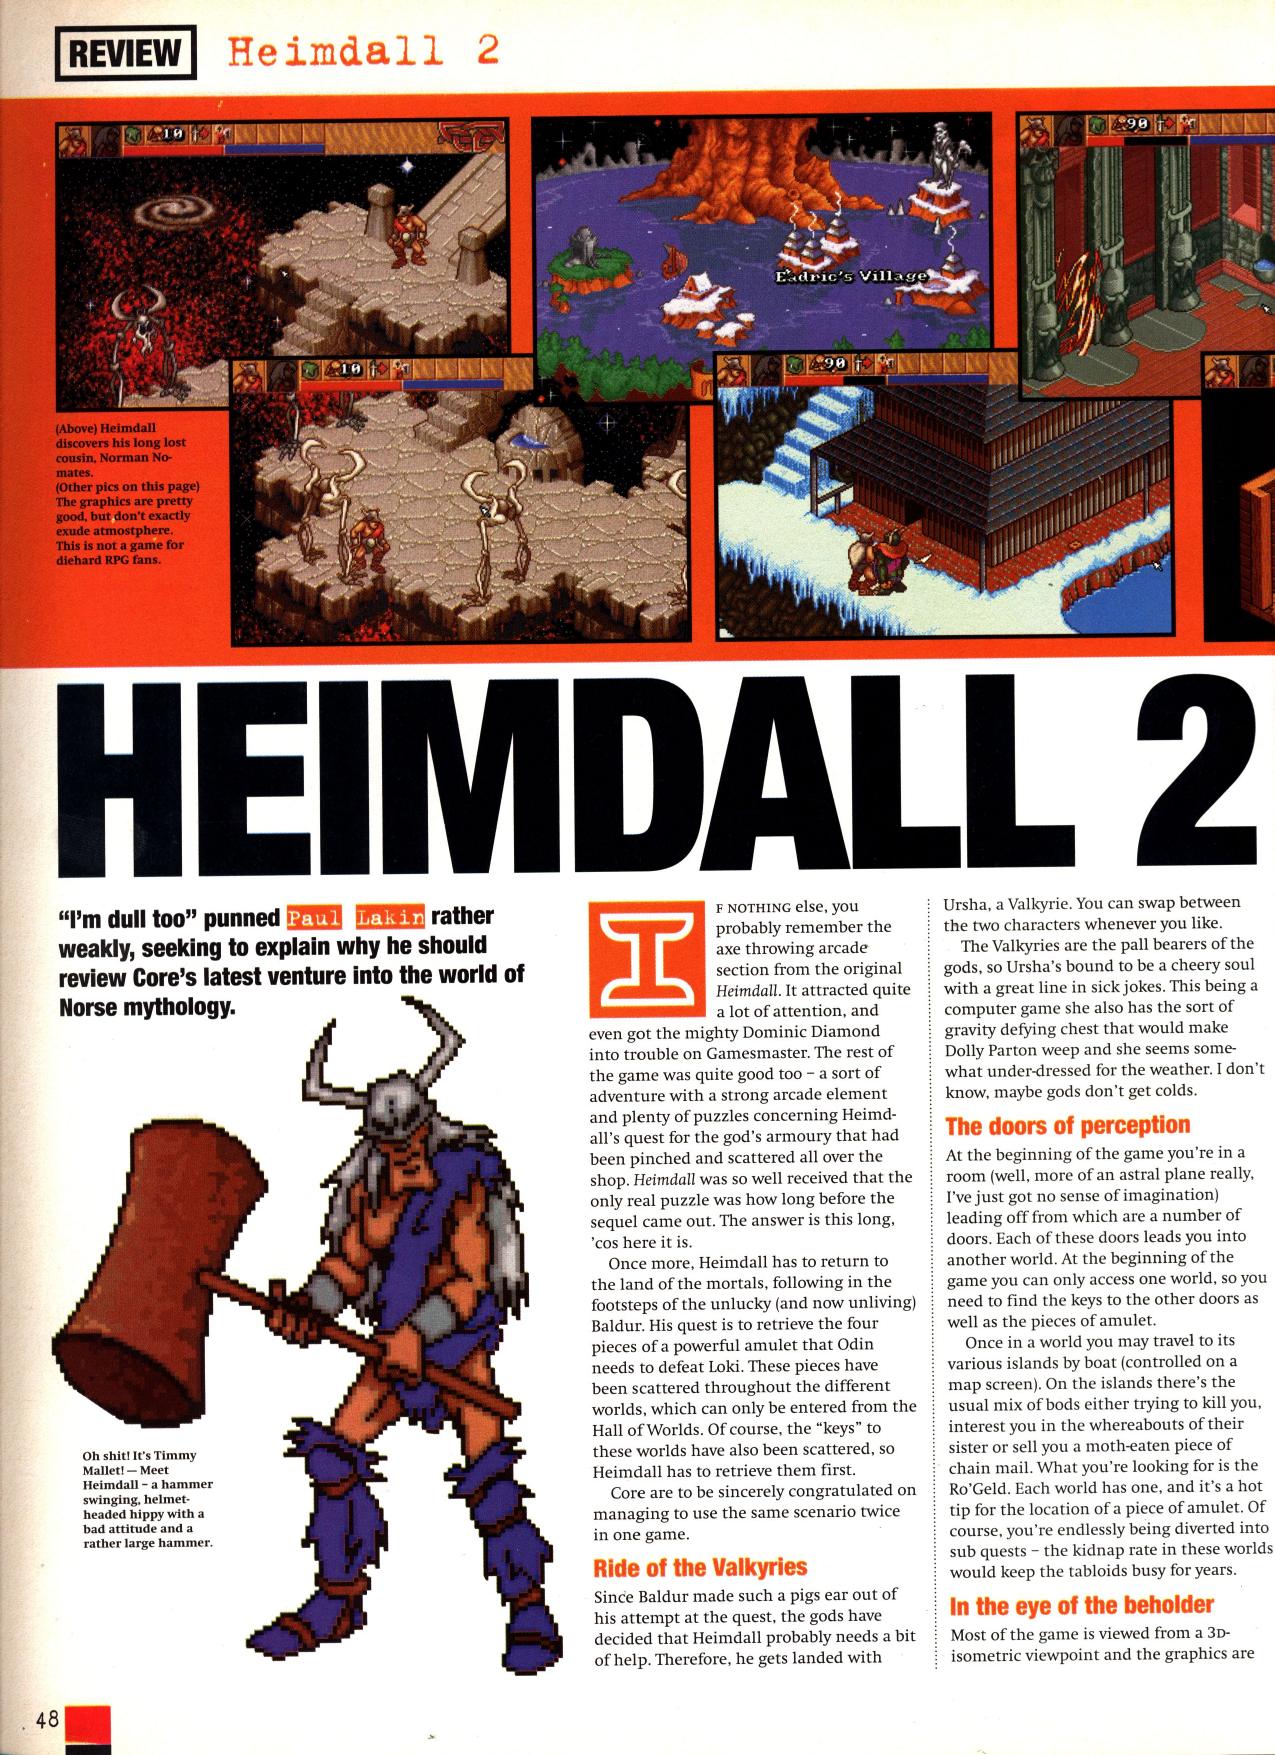 REVIEW Heimdall 2
10
Eadric's Village
90
10
90
(Above) Heimdall
discovers his long lost
cousin, Norman No-
mates.
(Other pics on this page)
The graphics are pretty
good, but don't exactly
exude atmostphere.
This is not a game for
diehard RPG fans.
HEIMDALL 2
“I'm dull too” punned Paul Lakin rather
weakly, seeking to explain why he should
review Core's latest venture into the world of
Norse mythology.
Oh shit! It's Timmy
Mallet! — Meet
Heimdall – a hammer
swinging, helmet-
headed hippy with a
bad attitude and a
rather large hammer.
IF NOTHING else, you
probably remember the
axe throwing arcade
section from the original
Heimdall. It attracted quite
a lot of attention, and
even got the mighty Dominic Diamond
into trouble on Gamesmaster. The rest of
the game was quite good too – a sort of
adventure with a strong arcade element
and plenty of puzzles concerning Heimd-
all's quest for the god's armoury that had
been pinched and scattered all over the
shop. Heimdall was so well received that the
only real puzzle was how long before the
sequel came out. The answer is this long,
'cos here it is.
Once more, Heimdall has to return to
the land of the mortals, following in the
footsteps of the unlucky (and now unliving)
Baldur. His quest is to retrieve the four
pieces of a powerful amulet that Odin
needs to defeat Loki. These pieces have
been scattered throughout the different
worlds, which can only be entered from the
Hall of Worlds. Of course, the “keys” to
these worlds have also been scattered, so
Heimdall has to retrieve them first.
Core are to be sincerely congratulated on
managing to use the same scenario twice
in one game.
Ride of the Valkyries
Since Baldur made such a pigs ear out of
his attempt at the quest, the gods have
decided that Heimdall probably needs a bit
of help. Therefore, he gets landed with
Ursha, a Valkyrie. You can swap between
the two characters whenever you like.
The Valkyries are the pall bearers of the
gods, so Ursha's bound to be a cheery soul
with a great line in sick jokes. This being a
computer game she also has the sort of
gravity defying chest that would make
Dolly Parton weep and she seems some-
what under-dressed for the weather. I don't
know, maybe gods don't get colds.
The doors of perception
At the beginning of the game you're in a
room (well, more of an astral plane really,
I've just got no sense of imagination)
leading off from which are a number of
doors. Each of these doors leads you into
another world. At the beginning of the
game you can only access one world, so you
need to find the keys to the other doors as
well as the pieces of amulet.
Once in a world you may travel to its
various islands by boat (controlled on a
map screen). On the islands there's the
usual mix of bods either trying to kill you,
interest you in the whereabouts of their
sister or sell you a moth-eaten piece of
chain mail. What you're looking for is the
Ro'Geld. Each world has one, and it's a hot
tip for the location of a piece of amulet. Of
course, you're endlessly being diverted into
sub quests – the kidnap rate in these worlds
would keep the tabloids busy for years.
In the eye of the beholder
Most of the game is viewed from a 3D-
isometric viewpoint and the graphics are
48